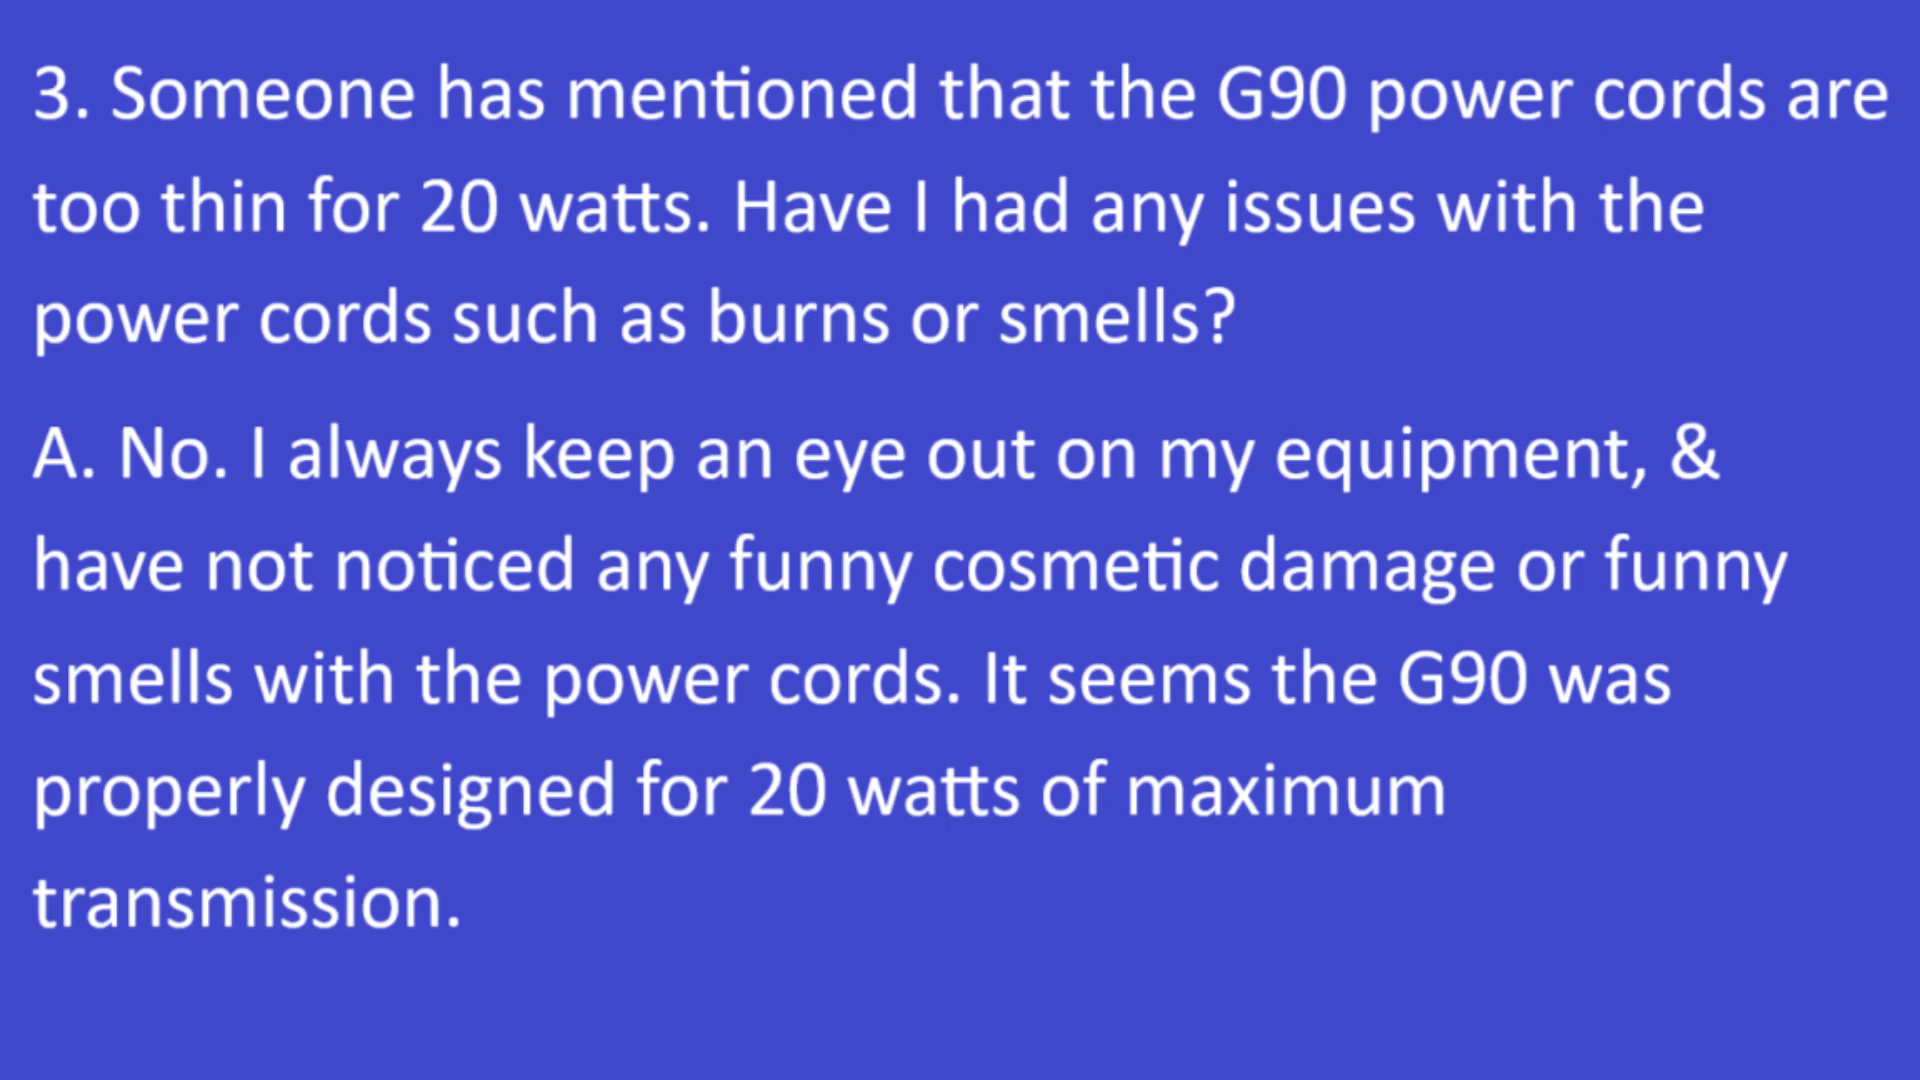 3. Someone has mentioned that the G90 power cords are
too thin for 20 watts. Have I had any issues with the
power cords such as burns or smells?
A. No. I always keep an eye out on my equipment, &
have not noticed any funny cosmetic damage or funny
smells with the power cords. It seems the G90 was
properly designed for 20 watts of maximum
transmission.